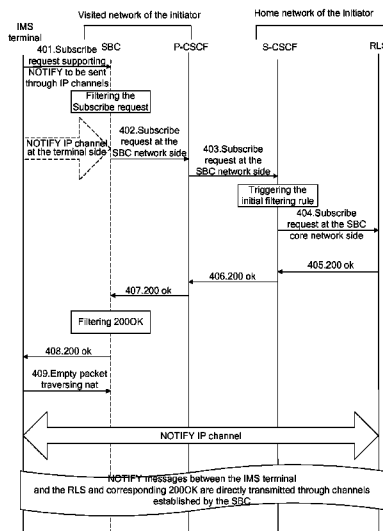 Visited network of the initiator
Home network of the Initiator
IMS
terminal
SBC
P-CSCF
S-CSCF
RLS
401.Subscribe
request supporting
NOTIFY to be sent
through IP channels
Filtering the
Subscribe request
NOTIFY IP channel
at the terminal side
402.Subscribe
request at the
SBC network side
403.Subscribe
request at the
SBC network side
Triggering the
initial filtering rule
404.Subscribe
request at the SBC
core network side
405.200 ok
406.200 ok
407.200 ok
Filtering 200OK
408.200 ok
409.Empty packet
traversing nat
NOTIFY IP channel
NOTIFY messages between the IMS terminal
and the RLS and corresponding 200OK are directly transmitted through channels
established by the SBC